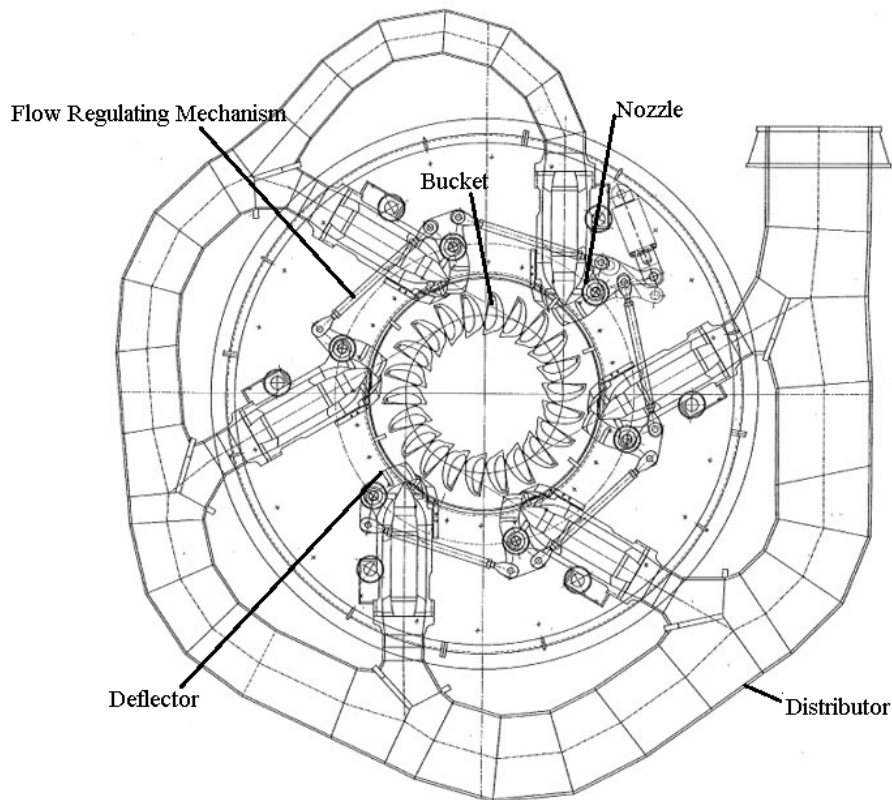 Flow Regulating Mechanism
Nozzle
Bucket
Deflector
Distributor